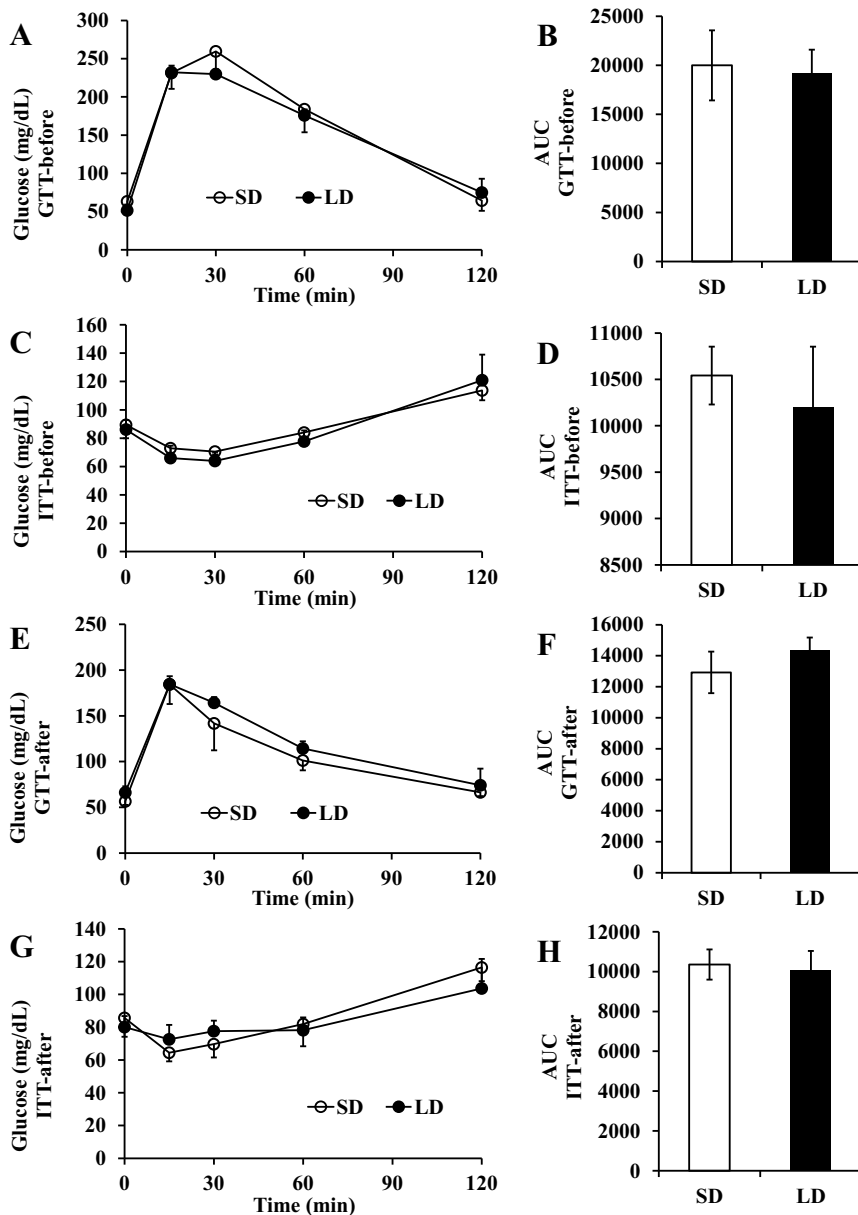 A
Glucose (mg/dL)
GTT-before
300
250
200
150
100
50
0
SD
LD
0
30
60
90
120
Time (min)
B
AUC
GTT-before
25000
20000
15000
10000
5000
0
SD
LD
C
Glucose (mg/dL)
ITT-before
160
140
120
100
80
60
40
20
0
SD
LD
0
30
60
90
120
Time (min)
D
AUC
ITT-before
11000
10500
10000
9500
9000
8500
SD
LD
E
Glucose (mg/dL)
GTT-after
250
200
150
100
50
0
SD
LD
0
30
60
90
120
Time (min)
F
AUC
GTT-after
16000
14000
12000
10000
8000
6000
4000
2000
0
SD
LD
G
Glucose (mg/dL)
ITT-after
140
120
100
80
60
40
20
0
SD
LD
0
30
60
90
120
Time (min)
H
AUC
ITT-after
12000
10000
8000
6000
4000
2000
0
SD
LD